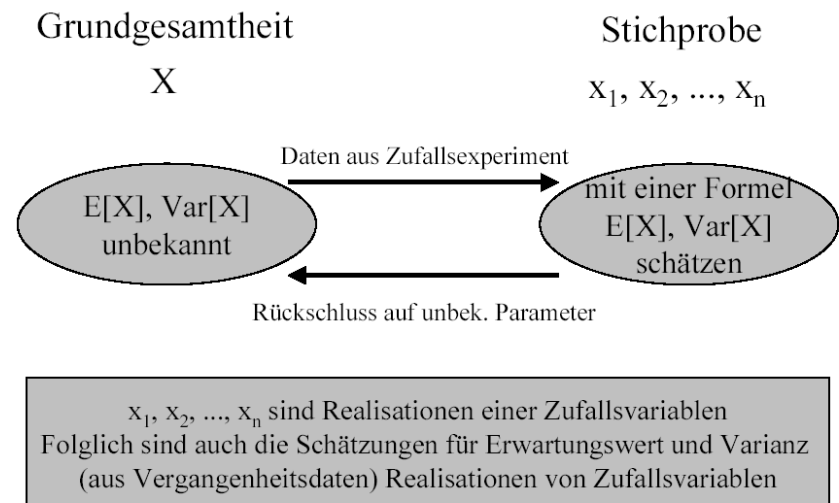 Grundgesamtheit
X
Stichprobe
x1, x2, ..., xn
Daten aus Zufallsexperiment
E[X], Var[X]
unbekannt
mit einer Formel
E[X], Var[X]
schätzen
Rückschluss auf unbek. Parameter
x1, x2, ..., xn sind Realisationen einer Zufallsvariablen
Folglich sind auch die Schätzungen für Erwartungswert und Varianz
(aus Vergangenheitsdaten) Realisationen von Zufallsvariablen